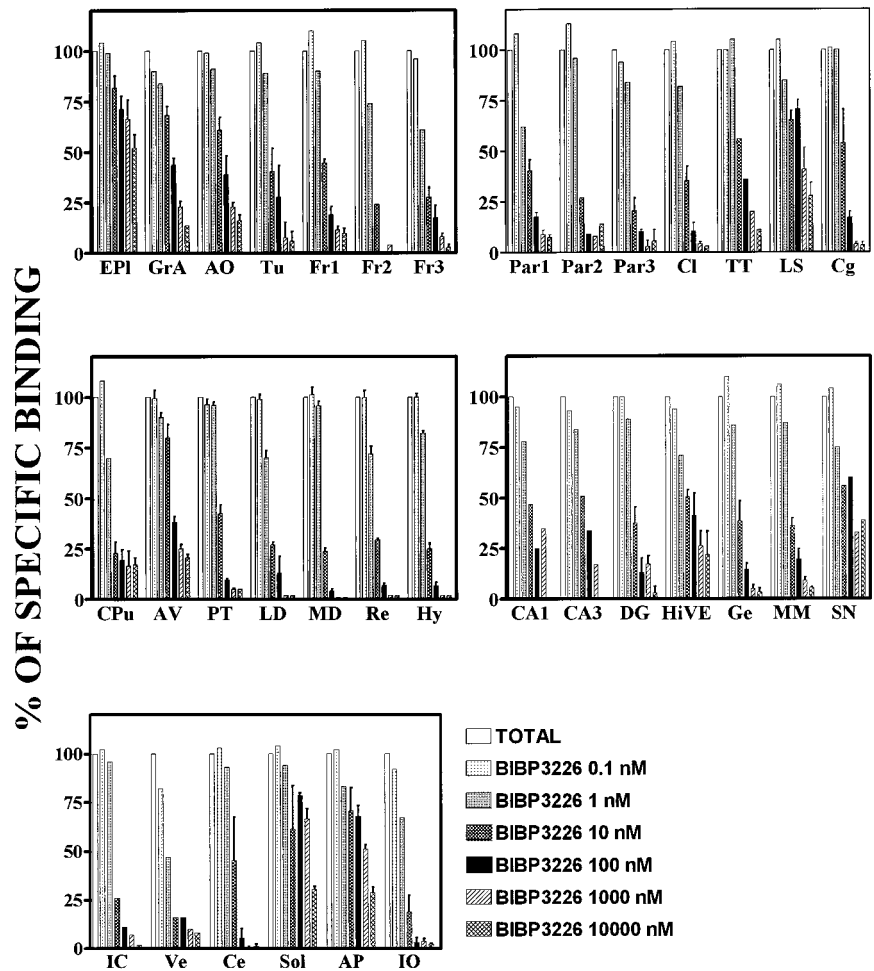 % OF SPECIFIC BINDING
100
75
50
25
0
EPl GrA AO Tu Fr1 Fr2 Fr3
100
75
50
25
0
Par1 Par2 Par3 Cl TT LS Cg
100
75
50
25
0
CPu AV PT LD MD Re Hy
100
75
50
25
0
CA1 CA3 DG HiVE Ge MM SN
100
75
50
25
0
IC Ve Ce Sol AP IO
TOTAL
BIBP3226 0.1 nM
BIBP3226 1 nM
BIBP3226 10 nM
BIBP3226 100 nM
BIBP3226 1000 nM
BIBP3226 10000 nM